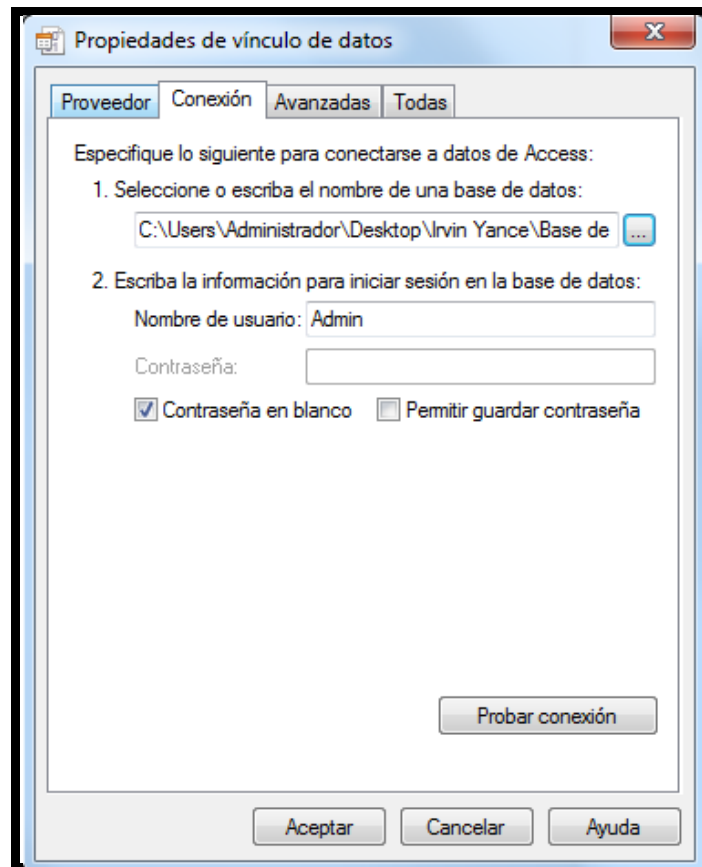 Propiedades de vínculo de datos
X
Proveedor Conexión Avanzadas Todas
Especifique lo siguiente para conectarse a datos de Access:
1. Seleccione o escriba el nombre de una base de datos:
C:\Users\Administrador\Desktop\Irvin Yance\Base de ...
2. Escriba la información para iniciar sesión en la base de datos:
Nombre de usuario: Admin
Contraseña:
Contraseña en blanco Permitir guardar contraseña
Probar conexión
Aceptar Cancelar Ayuda